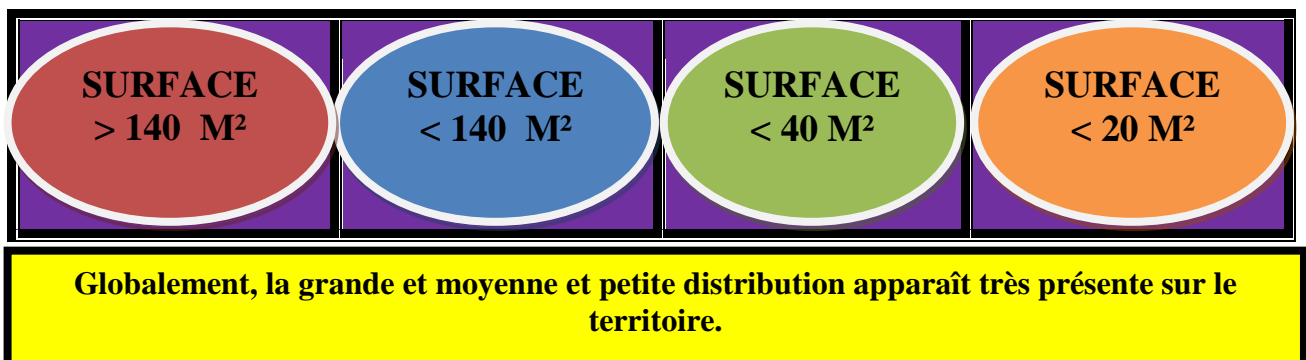 SURFACE
> 140 M²
SURFACE
< 140 M²
SURFACE
< 40 M²
SURFACE
< 20 M²
Globalement, la grande et moyenne et petite distribution apparaît très présente sur le
territoire.